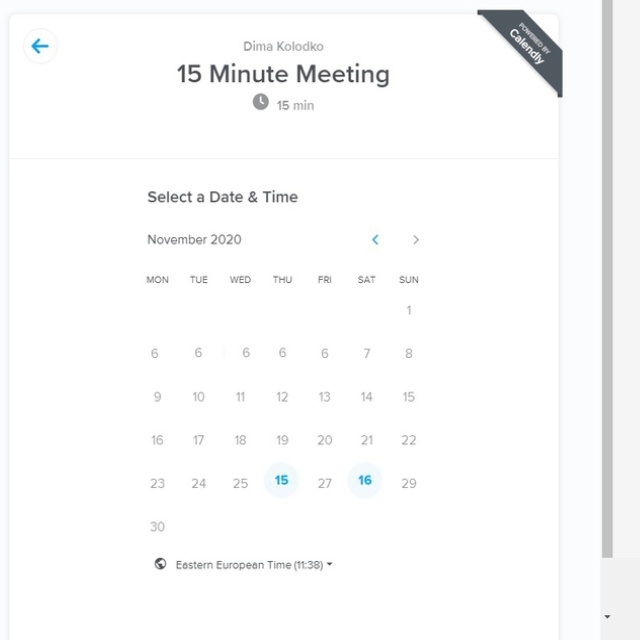 POWERED BY
Calendly
Dima Kolodko
15 Minute Meeting
15 min
Select a Date & Time
November 2020
MON TUE WED THU FRI SAT SUN
1
6 6 6 6 6 7 8
9 10 11 12 13 14 15
16 17 18 19 20 21 22
23 24 25 15 27 16 29
30
Eastern European Time (11:38)